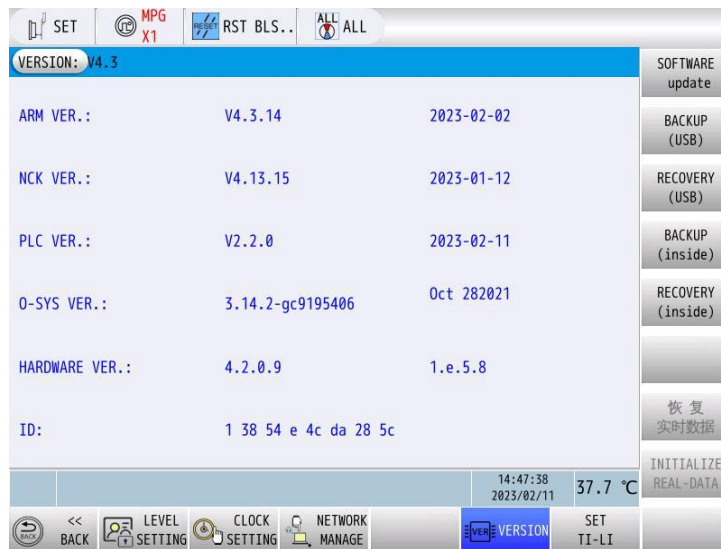 SET
MPG
X1
RESET
RST BLS..
ALL
ALL
VERSION: V4.3
ARM VER.: V4.3.14 2023-02-02
NCK VER.: V4.13.15 2023-01-12
PLC VER.: V2.2.0 2023-02-11
O-SYS VER.: 3.14.2-gc9195406 Oct 282021
HARDWARE VER.: 4.2.0.9 1.e.5.8
ID: 1 38 54 e 4c da 28 5c
SOFTWARE
update
BACKUP
(USB)
RECOVERY
(USB)
BACKUP
(inside)
RECOVERY
(inside)
恢 复
实时数据
INITIALIZE
REAL-DATA
14:47:38
2023/02/11
37.7 ℃
BACK
<<
BACK
LEVEL
SETTING
CLOCK
SETTING
NETWORK
MANAGE
VER
VERSION
SET
TI-LI